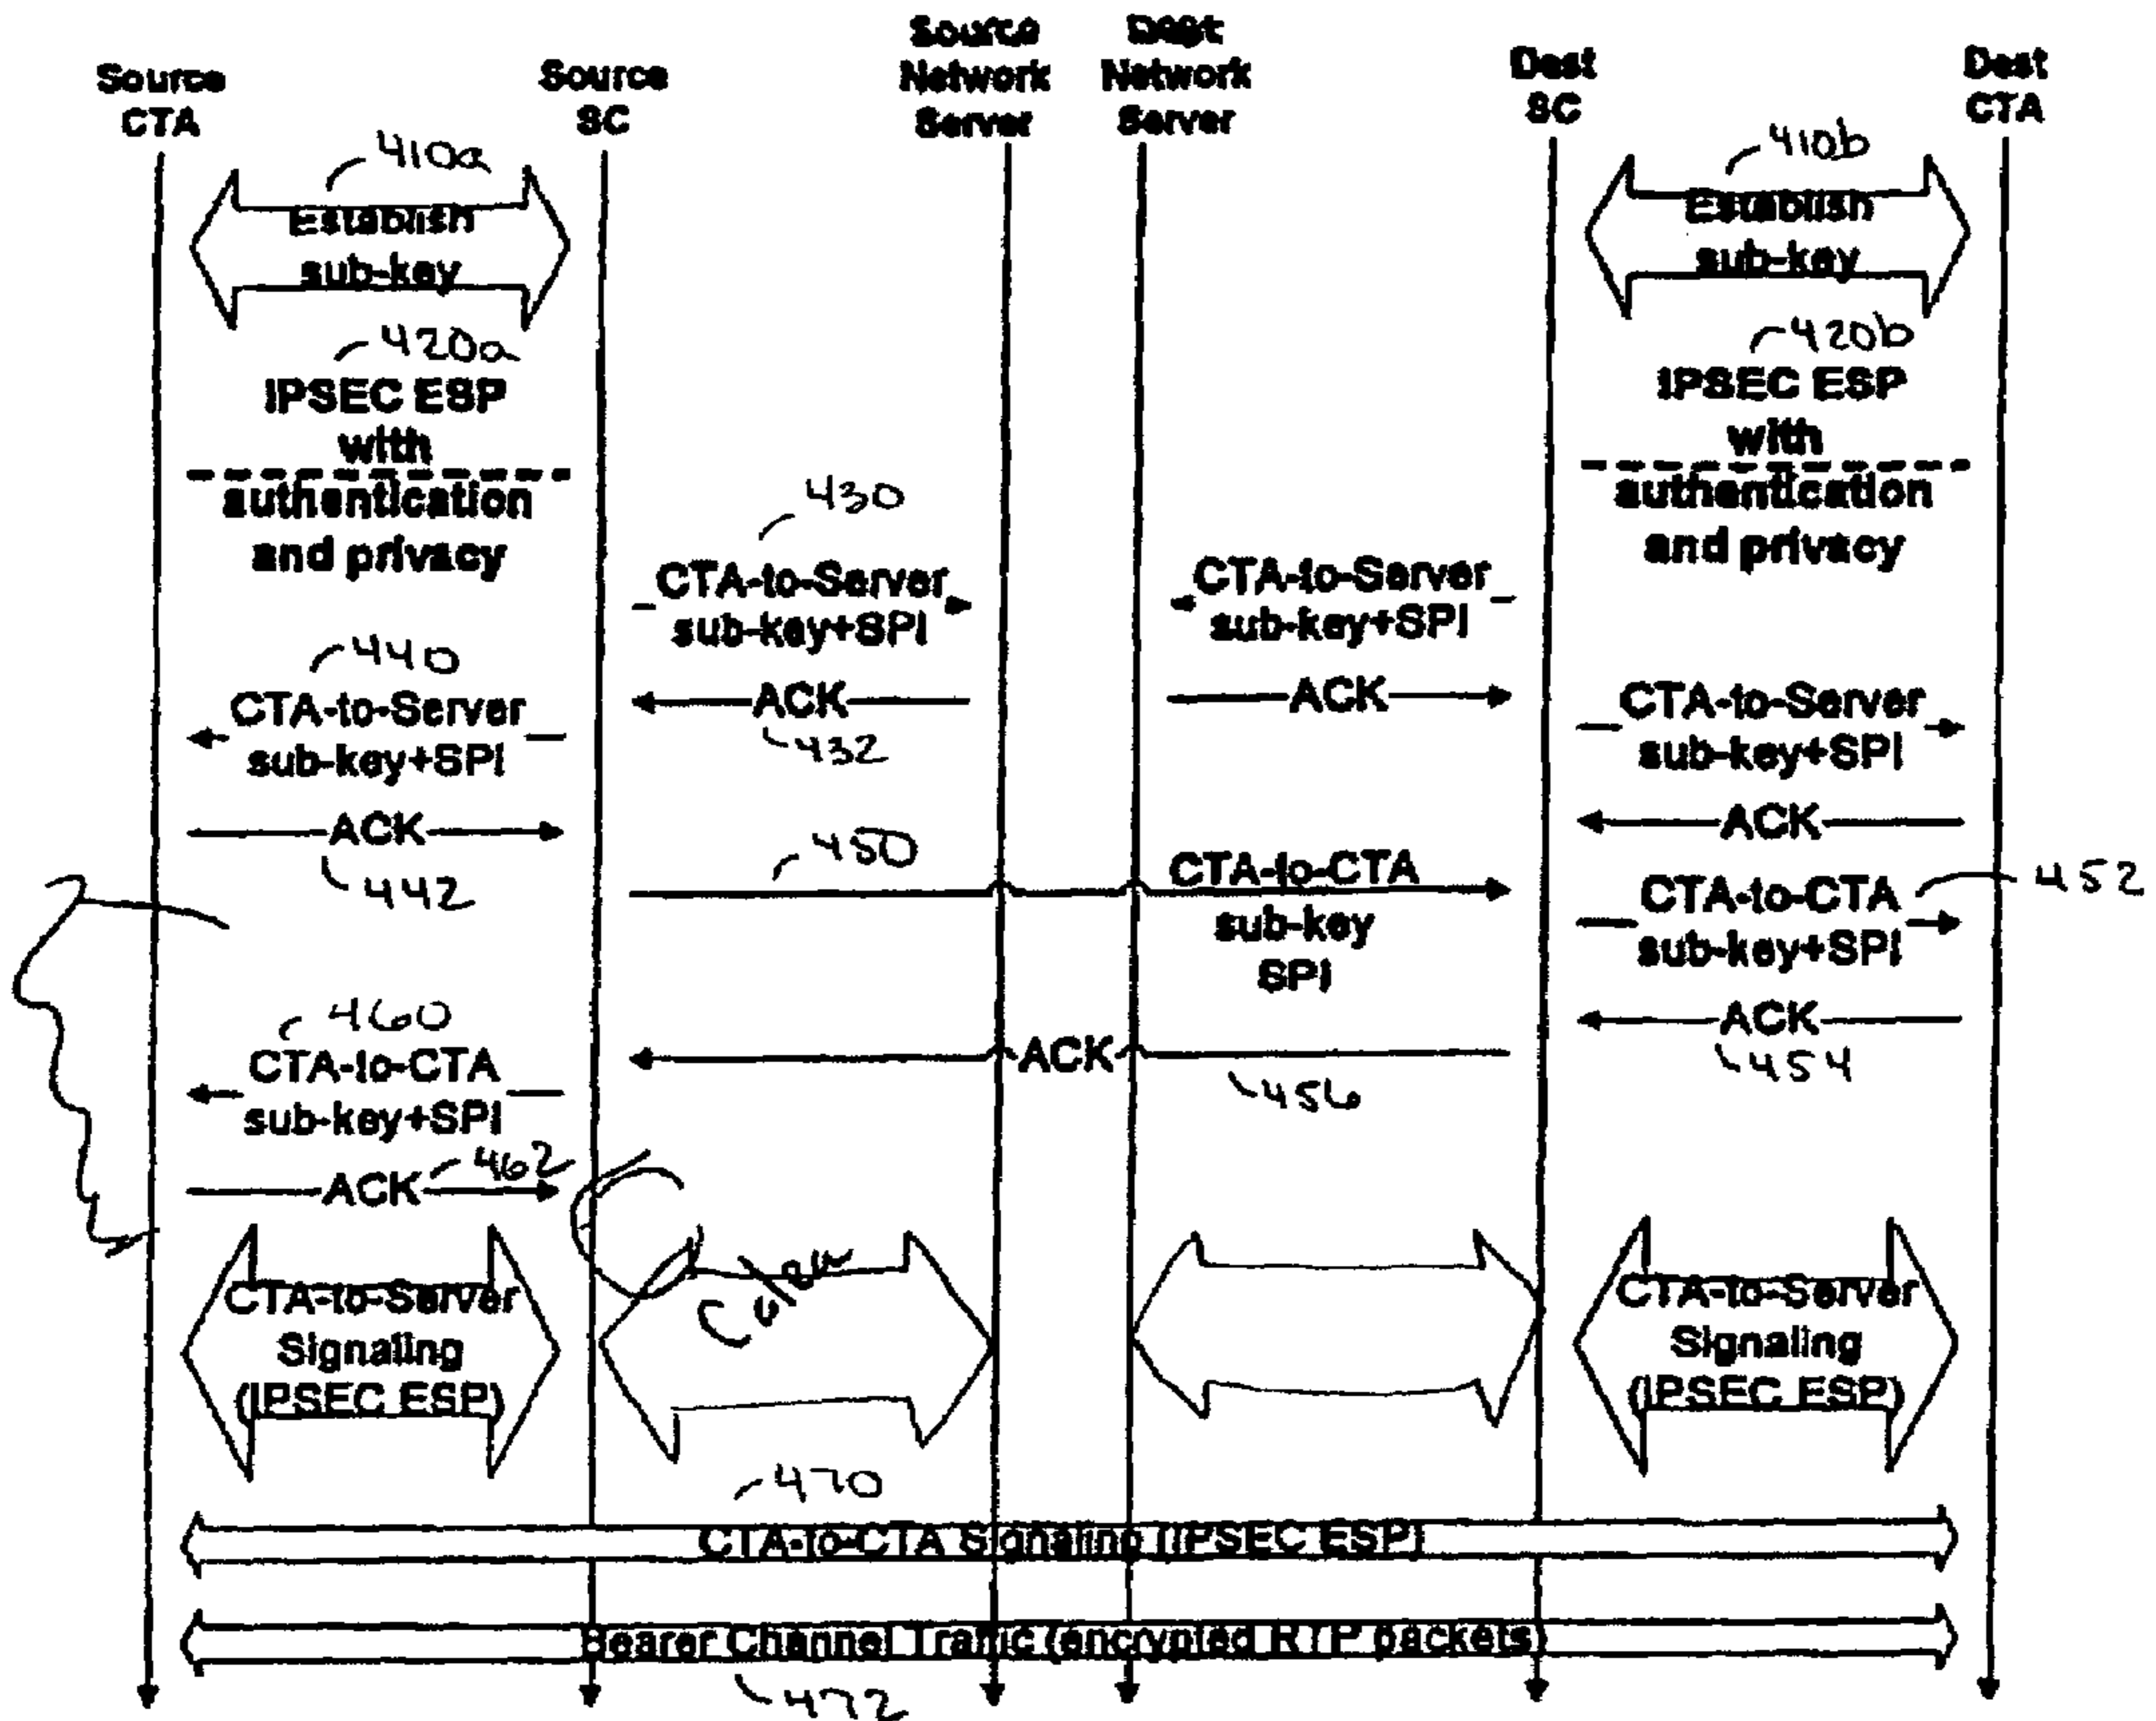 Source
CTA
Source
SC
Source
Network
Server
Dest
Network
Server
Dest
SC
Dest
CTA
410a
Establish
sub-key
410b
Establish
sub-key
420a
IPSEC ESP
with
authentication
and privacy
420b
IPSEC ESP
with
authentication
and privacy
430
CTA-to-Server
sub-key+SPI
CTA-to-Server
sub-key+SPI
ACK
432
ACK
440
CTA-to-Server
sub-key+SPI
CTA-to-Server
sub-key+SPI
ACK
442
ACK
450
CTA-to-CTA
sub-key
SPI
452
CTA-to-CTA
sub-key+SPI
ACK
454
ACK
456
460
CTA-to-CTA
sub-key+SPI
ACK
462
CTA-to-Server
Signaling
(IPSEC ESP)
CTA-to-Server
Signaling
(IPSEC ESP)
470
CTA-to-CTA Signaling (IPSEC ESP)
Bearer Channel Traffic (encrypted RTP packets)
472